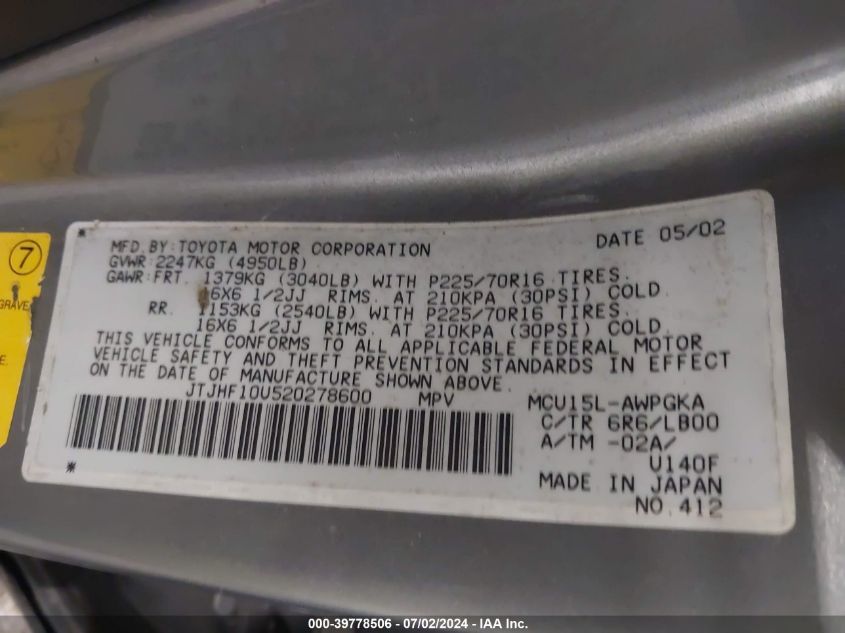 7
GRAVE
E.
MFD.BY:TOYOTA MOTOR CORPORATION DATE 05/02
GVWR:2247KG (4950LB)
GAWR:FRT. 1379KG (3040LB) WITH P225/70R16 TIRES.
16X6 1/2JJ RIMS. AT 210KPA (30PSI) COLD.
RR. 1153KG (2540LB) WITH P225/70R16 TIRES.
16X6 1/2JJ RIMS. AT 210KPA (30PSI) COLD.
THIS VEHICLE CONFORMS TO ALL APPLICABLE FEDERAL MOTOR
VEHICLE SAFETY AND THEFT PREVENTION STANDARDS IN EFFECT
ON THE DATE OF MANUFACTURE SHOWN ABOVE.
JTJHF10U520278600 MPV MCU15L-AWPGKA
C/TR 6R6/LB00
A/TM -02A/
U140F
MADE IN JAPAN
NO.412
000-39778506 / 07/02/2024 - IAA Inc.